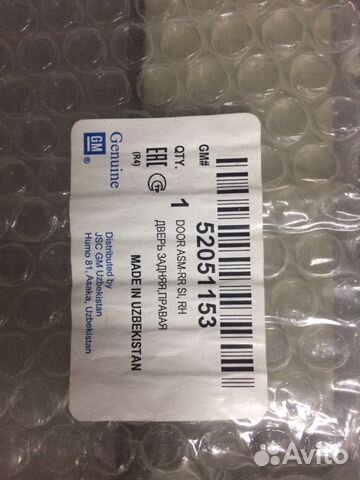 GM
®
Genuine
Distributed by
JSC GM Uzbekistan
Humo 81, Asaka, Uzbekistan
GM#
52051153
QTY.
1
DOOR ASM-RR SI, RH
ДВЕРЬ ЗАДНЯЯ,ПРАВАЯ
EAC
(R4)
MADE IN UZBEKISTAN
Avito